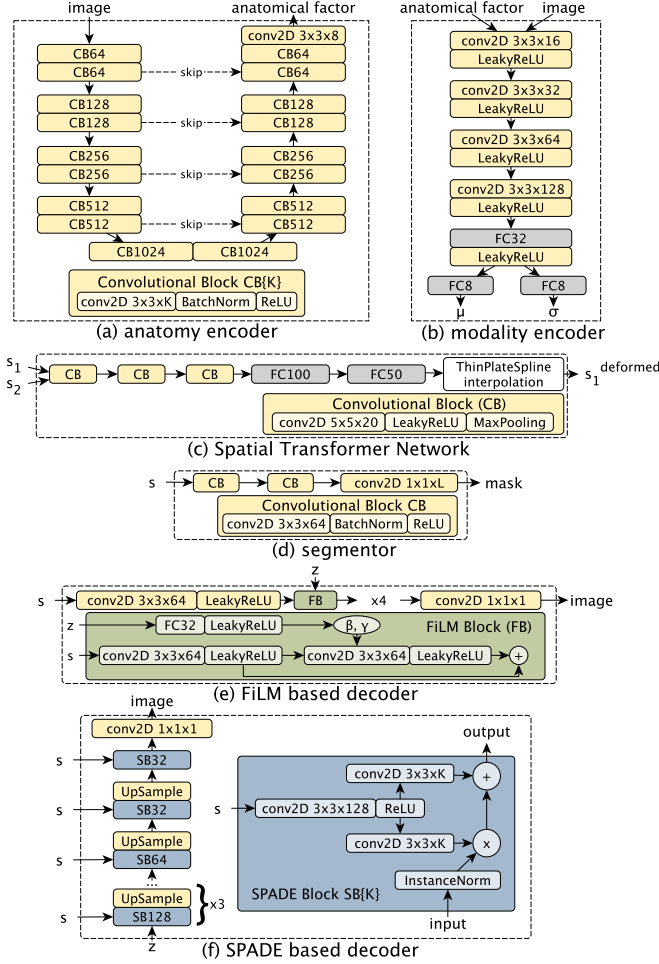 image
anatomical factor
CB64
CB64
skip
conv2D 3x3x8
CB64
CB64
CB128
CB128
skip
CB128
CB128
CB256
CB256
skip
CB256
CB256
CB512
CB512
skip
CB512
CB512
CB1024
CB1024
Convolutional Block CB{K}
conv2D 3x3xK BatchNorm ReLU
(a) anatomy encoder
anatomical factor image
conv2D 3x3x16
LeakyReLU
conv2D 3x3x32
LeakyReLU
conv2D 3x3x64
LeakyReLU
conv2D 3x3x128
LeakyReLU
FC32
LeakyReLU
FC8 FC8
μ σ
(b) modality encoder
s1
s2
CB CB CB FC100 FC50 ThinPlateSpline
interpolation
s1 deformed
Convolutional Block (CB)
conv2D 5x5x20 LeakyReLU MaxPooling
(c) Spatial Transformer Network
s CB CB conv2D 1x1xL mask
Convolutional Block CB
conv2D 3x3x64 BatchNorm ReLU
(d) segmentor
z
s conv2D 3x3x64 LeakyReLU FB x4 conv2D 1x1x1 image
z FC32 LeakyReLU β, γ FiLM Block (FB)
s conv2D 3x3x64 LeakyReLU conv2D 3x3x64 LeakyReLU +
(e) FiLM based decoder
image
conv2D 1x1x1
s SB32
UpSample
s SB32
UpSample
s SB64
...
UpSample
s SB128
x3
z
output
conv2D 3x3xK +
s conv2D 3x3x128 ReLU
conv2D 3x3xK x
InstanceNorm
SPADE Block SB{K}
input
(f) SPADE based decoder